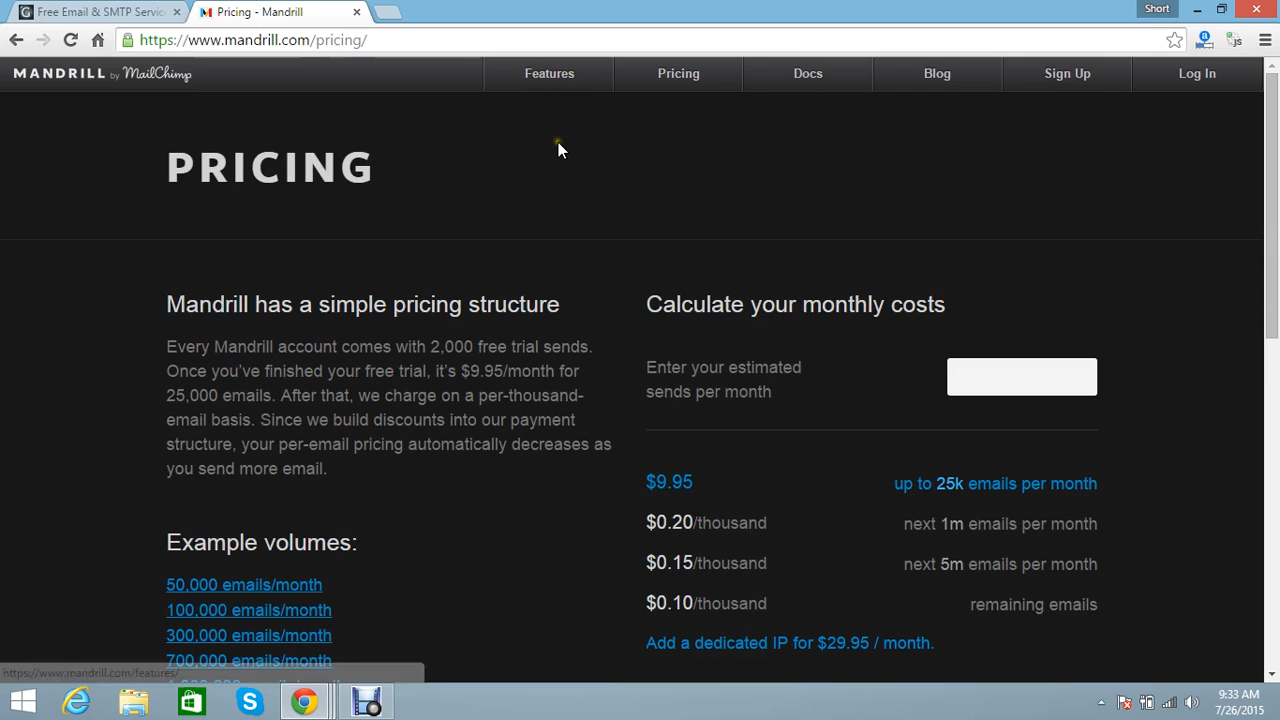 Free Email & SMTP Servic
Pricing - Mandrill
Short
https://www.mandrill.com/pricing/
MANDRILL by MailChimp
Features
Pricing
Docs
Blog
Sign Up
Log In
PRICING
Mandrill has a simple pricing structure
Every Mandrill account comes with 2,000 free trial sends.
Once you've finished your free trial, it's $9.95/month for
25,000 emails. After that, we charge on a per-thousand-
email basis. Since we build discounts into our payment
structure, your per-email pricing automatically decreases as
you send more email.
Example volumes:
50,000 emails/month
100,000 emails/month
300,000 emails/month
700,000 emails/month
Calculate your monthly costs
Enter your estimated
sends per month
$9.95 up to 25k emails per month
$0.20/thousand next 1m emails per month
$0.15/thousand next 5m emails per month
$0.10/thousand remaining emails
Add a dedicated IP for $29.95 / month.
https://www.mandrill.com/features/
9:33 AM
7/26/2015